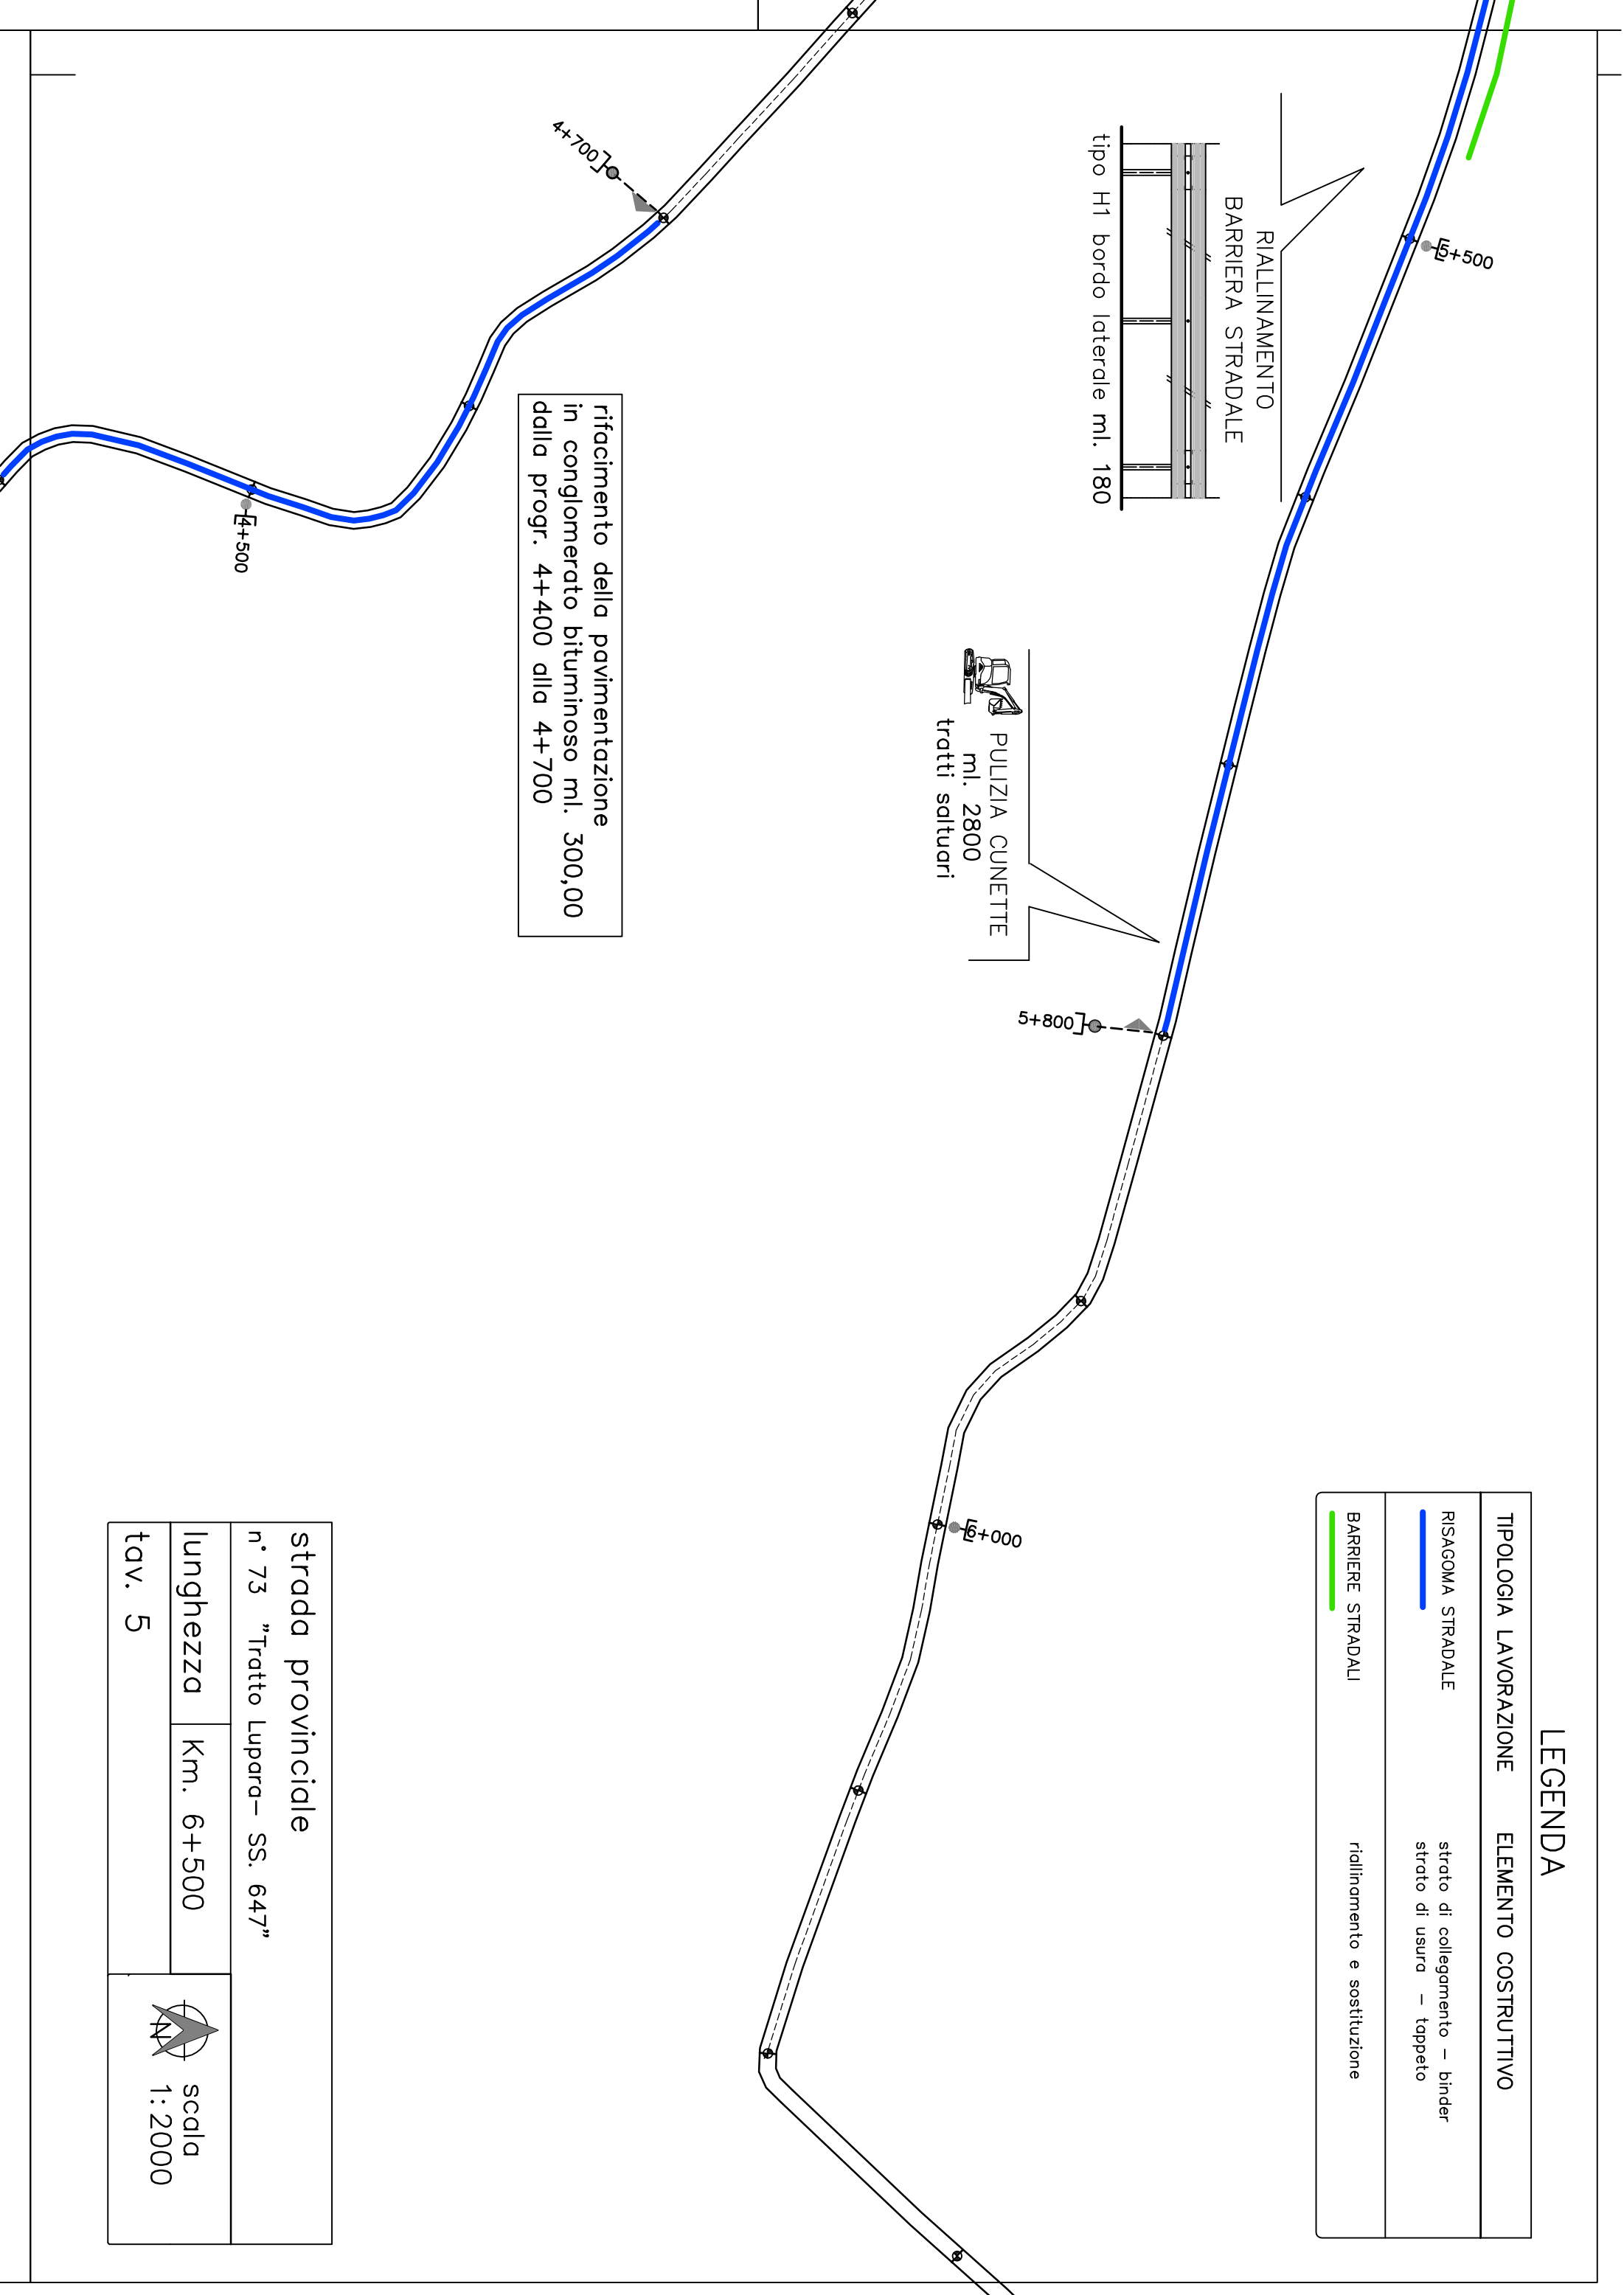 LEGENDA
TIPOLOGIA LAVORAZIONE ELEMENTO COSTRUTTIVO
RISAGOMA STRADALE
strato di collegamento – binder
strato di usura – tappeto
BARRIERE STRADALI
riallinamento e sostituzione
5+500
RIALLINAMENTO
BARRIERA STRADALE
tipo H1 bordo laterale ml. 180
PULIZIA CUNETTE
ml. 2800
tratti saltuari
5+800
6+000
4+700
rifacimento della pavimentazione
in conglomerato bituminoso ml. 300,00
dalla progr. 4+400 alla 4+700
4+500
strada provinciale
n° 73 "Tratto Lupara– SS. 647"
lunghezza Km. 6+500
tav. 5
N
scala
1:2000